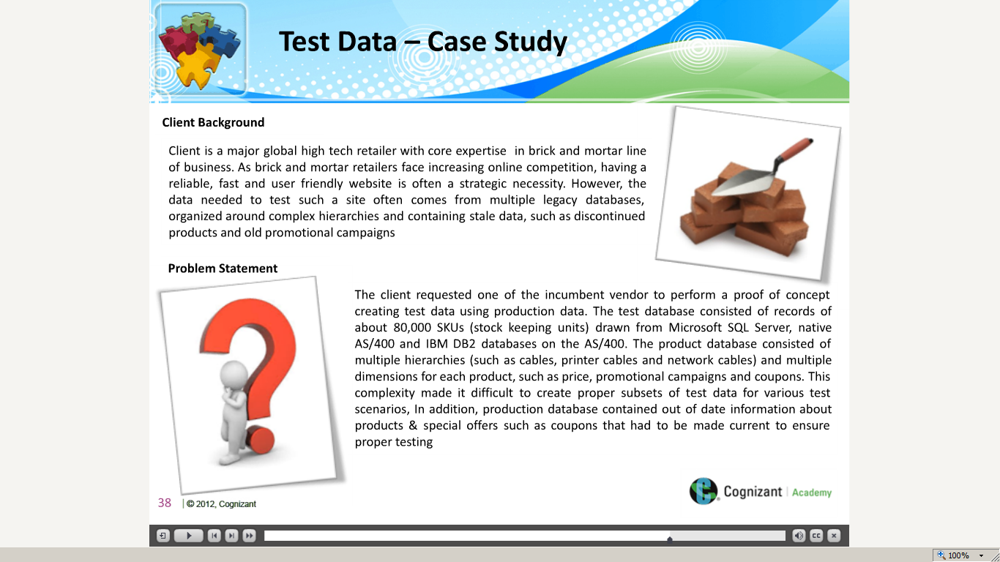 Test Data – Case Study
Client Background
Client is a major global high tech retailer with core expertise  in brick and mortar line
of business. As brick and mortar retailers face increasing online competition, having a
reliable, fast and user friendly website is often a strategic necessity. However, the
data needed to test such a site often comes from multiple legacy databases,
organized around complex hierarchies and containing stale data, such as discontinued
products and old promotional campaigns
Problem Statement
The client requested one of the incumbent vendor to perform a proof of concept
creating test data using production data. The test database consisted of records of
about 80,000 SKUs (stock keeping units) drawn from Microsoft SQL Server, native
AS/400 and IBM DB2 databases on the AS/400. The product database consisted of
multiple hierarchies (such as cables, printer cables and network cables) and multiple
dimensions for each product, such as price, promotional campaigns and coupons. This
complexity made it difficult to create proper subsets of test data for various test
scenarios, In addition, production database contained out of date information about
products & special offers such as coupons that had to be made current to ensure
proper testing
Cognizant | Academy
38 | © 2012, Cognizant
CC
100%